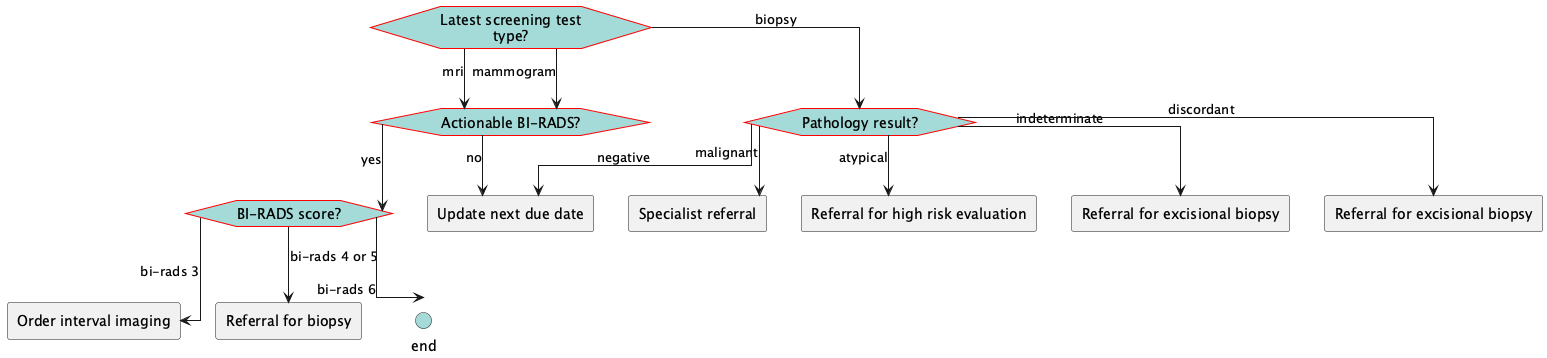 Latest screening test
type?
biopsy
mri
mammogram
Actionable BI-RADS?
Pathology result?
discordant
indeterminate
yes
no
negative
malignant
atypical
BI-RADS score?
Update next due date
Specialist referral
Referral for high risk evaluation
Referral for excisional biopsy
Referral for excisional biopsy
bi-rads 3
bi-rads 4 or 5
bi-rads 6
Order interval imaging
Referral for biopsy
end